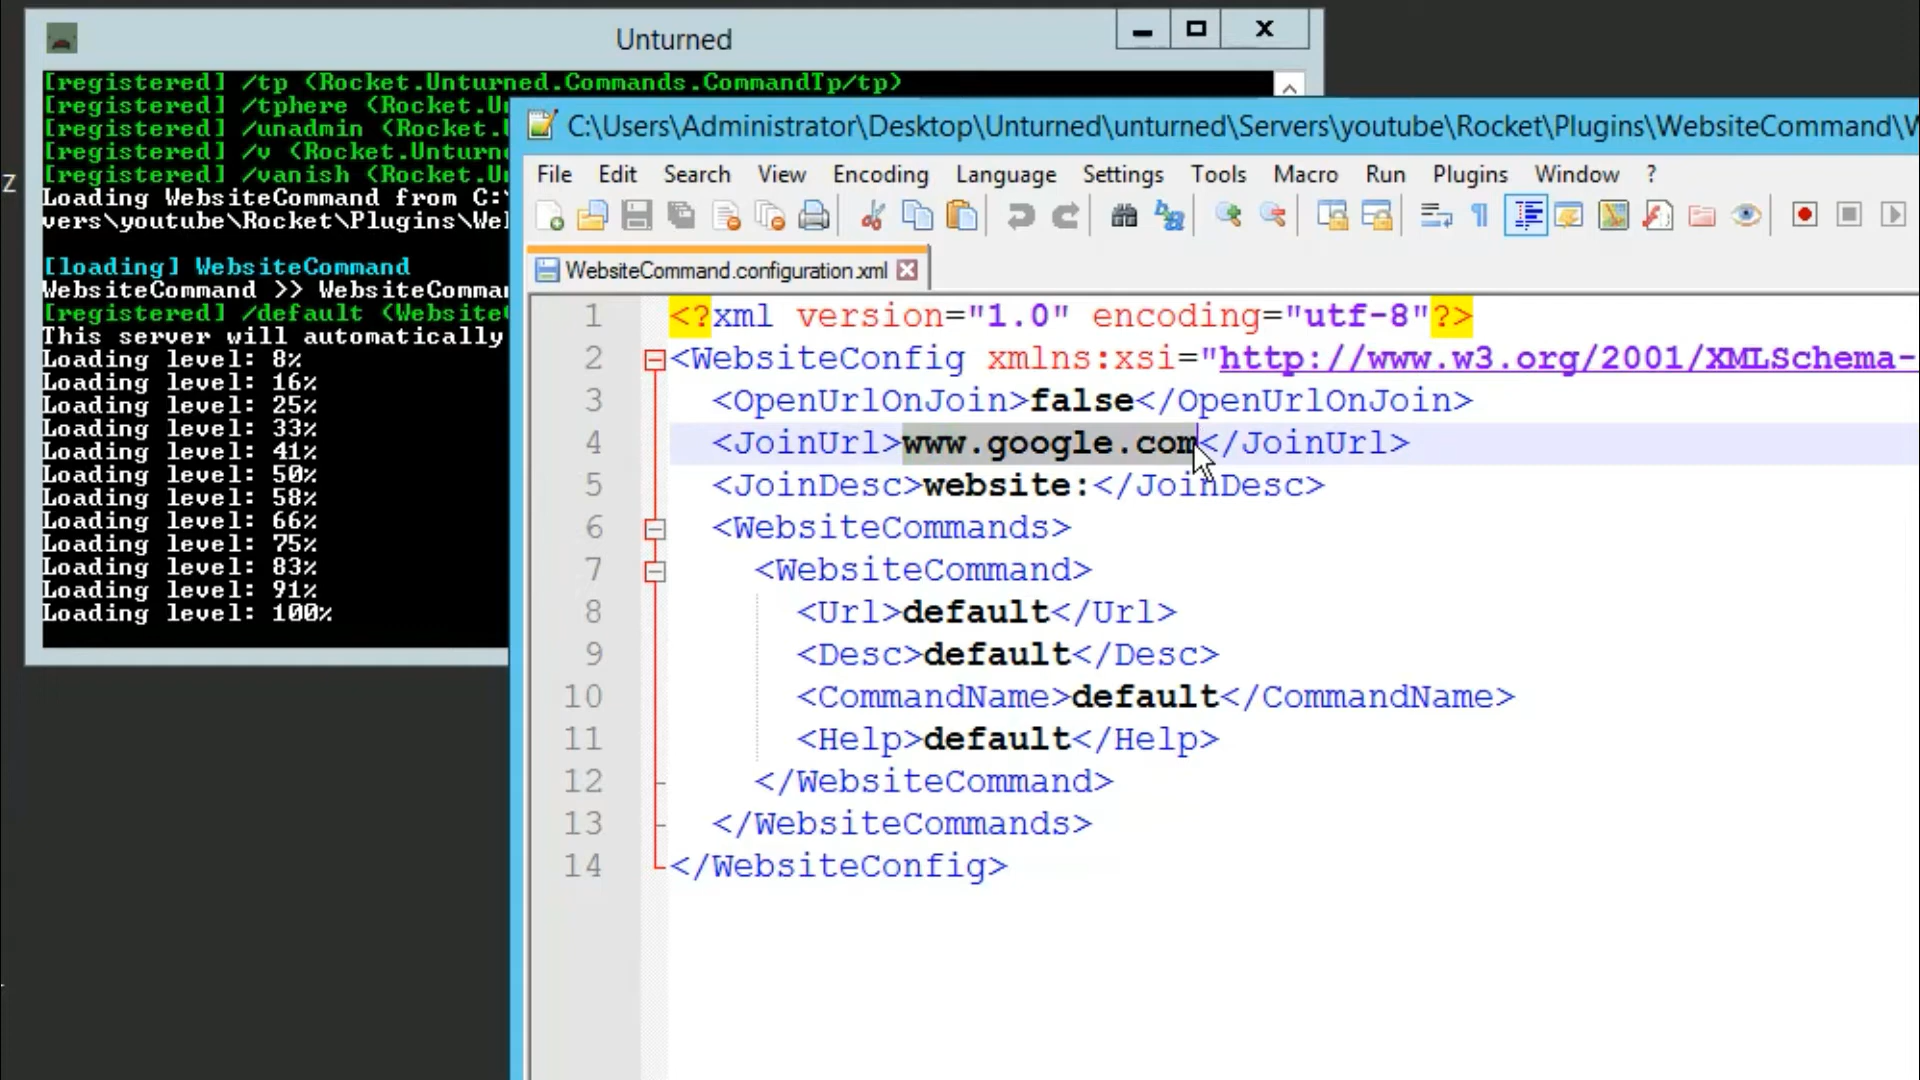 Unturned
[registered] /tp (Rocket.Unturned.Commands.CommandTp/tp)
[registered] /tphere (Rocket.U
[registered] /unadmin (Rocket.
[registered] /v (Rocket.Unturn
[registered] /vanish (Rocket.U
Loading WebsiteCommand from C:
vers\youtube\Rocket\Plugins\We
[loading] WebsiteCommand
WebsiteCommand >> WebsiteComma
[registered] /default (Website
This server will automatically
Loading level: 8%
Loading level: 16%
Loading level: 25%
Loading level: 33%
Loading level: 41%
Loading level: 50%
Loading level: 58%
Loading level: 66%
Loading level: 75%
Loading level: 83%
Loading level: 91%
Loading level: 100%
Z
C:\Users\Administrator\Desktop\Unturned\unturned\Servers\youtube\Rocket\Plugins\WebsiteCommand\W
File Edit Search View Encoding Language Settings Tools Macro Run Plugins Window ?
WebsiteCommand.configuration.xml
1 <?xml version="1.0" encoding="utf-8"?>
2 <WebsiteConfig xmlns:xsi="http://www.w3.org/2001/XMLSchema-
3 <OpenUrlOnJoin>false</OpenUrlOnJoin>
4 <JoinUrl>www.google.com</JoinUrl>
5 <JoinDesc>website:</JoinDesc>
6 <WebsiteCommands>
7 <WebsiteCommand>
8 <Url>default</Url>
9 <Desc>default</Desc>
10 <CommandName>default</CommandName>
11 <Help>default</Help>
12 </WebsiteCommand>
13 </WebsiteCommands>
14 </WebsiteConfig>